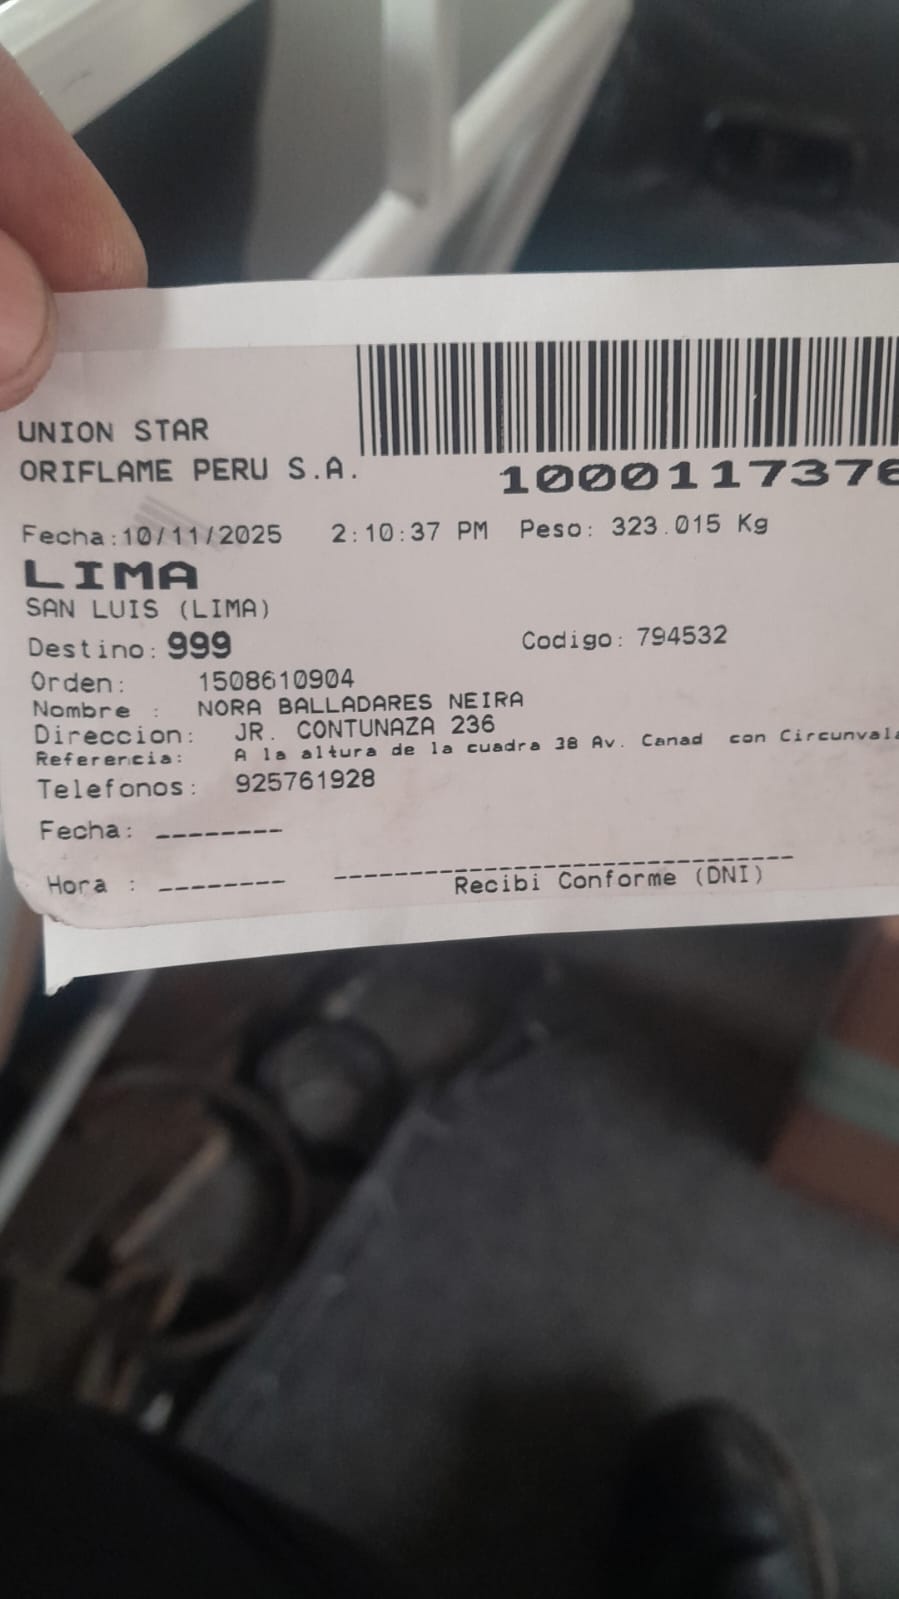 UNION STAR
ORIFLAME PERU S.A.
1000117376
Fecha:10/11/2025 2:10:37 PM Peso: 323.015 Kg
LIMA
SAN LUIS (LIMA)
Destino: 999 Codigo: 794532
Orden: 1508610904
Nombre : NORA BALLADARES NEIRA
Direccion: JR. CONTUNAZA 236
Referencia: A la altura de la cuadra 38 Av. Canad con Circunvala
Telefonos: 925761928
Fecha: --------
Hora : --------
Recibi Conforme (DNI)